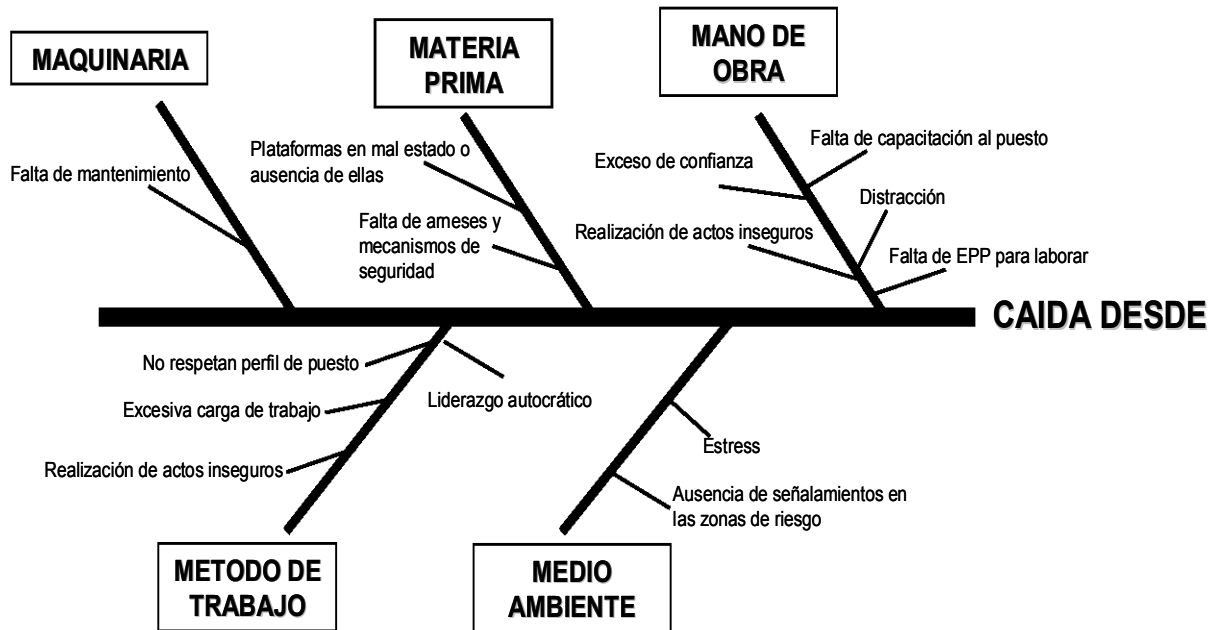 MAQUINARIA
MATERIA
PRIMA
MANO DE
OBRA
Falta de mantenimiento
Plataformas en mal estado o
ausencia de ellas
Falta de arneses y
mecanismos de
seguridad
Exceso de confianza
Realización de actos inseguros
Falta de capacitación al puesto
Distracción
Falta de EPP para laborar
CAIDA DESDE
No respetan perfil de puesto
Excesiva carga de trabajo
Realización de actos inseguros
Liderazgo autocrático
Estress
Ausencia de señalamientos en
las zonas de riesgo
METODO DE
TRABAJO
MEDIO
AMBIENTE